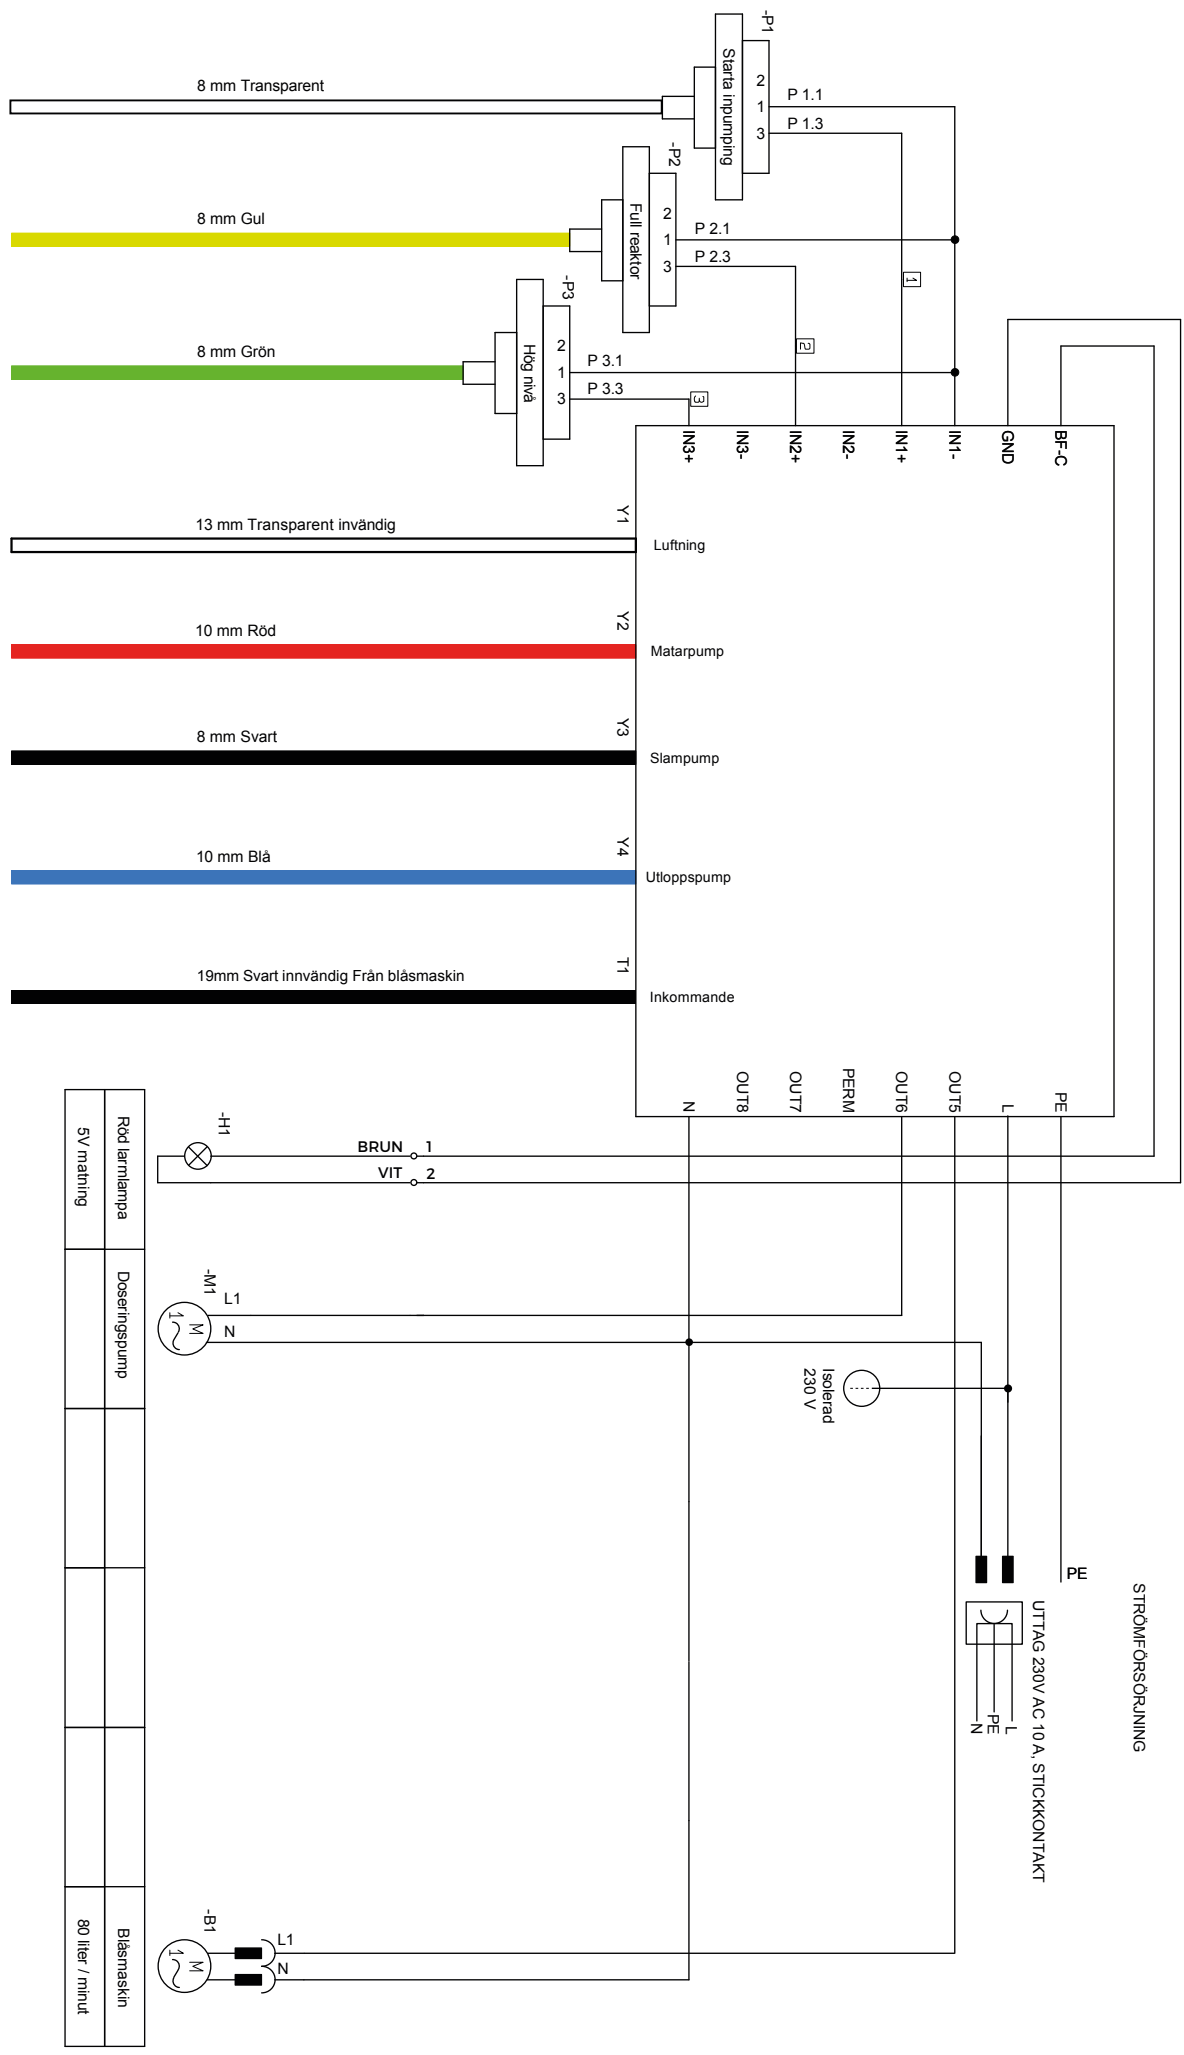 -P1
Starta inpumping
2
1
3
P 1.1
P 1.3
8 mm Transparent
-P2
Full reaktor
2
1
3
P 2.1
P 2.3
8 mm Gul
1
-P3
Hög nivå
2
1
3
P 3.1
P 3.3
8 mm Grön
2
3
IN3+
IN3-
IN2+
IN2-
IN1+
IN1-
GND
BF-C
Y1
13 mm Transparent invändig
Luftning
Y2
10 mm Röd
Matarpump
Y3
8 mm Svart
Slampump
Y4
10 mm Blå
Utloppspump
T1
19mm Svart innvändig Från blåsmaskin
Inkommande
N
OUT8
OUT7
PERM
OUT6
OUT5
L
PE
-H1
BRUN 1
VIT 2
Röd larmlampa
5V matning
-M1
L1
N
M
1
Doseringspump
Isolerad
230 V
PE
STRÖMFÖRSÖRJNING
UTTAG 230V AC 10 A, STICKKONTAKT
L
PE
N
-B1
L1
N
M
1
Blåsmaskin
80 liter / minut